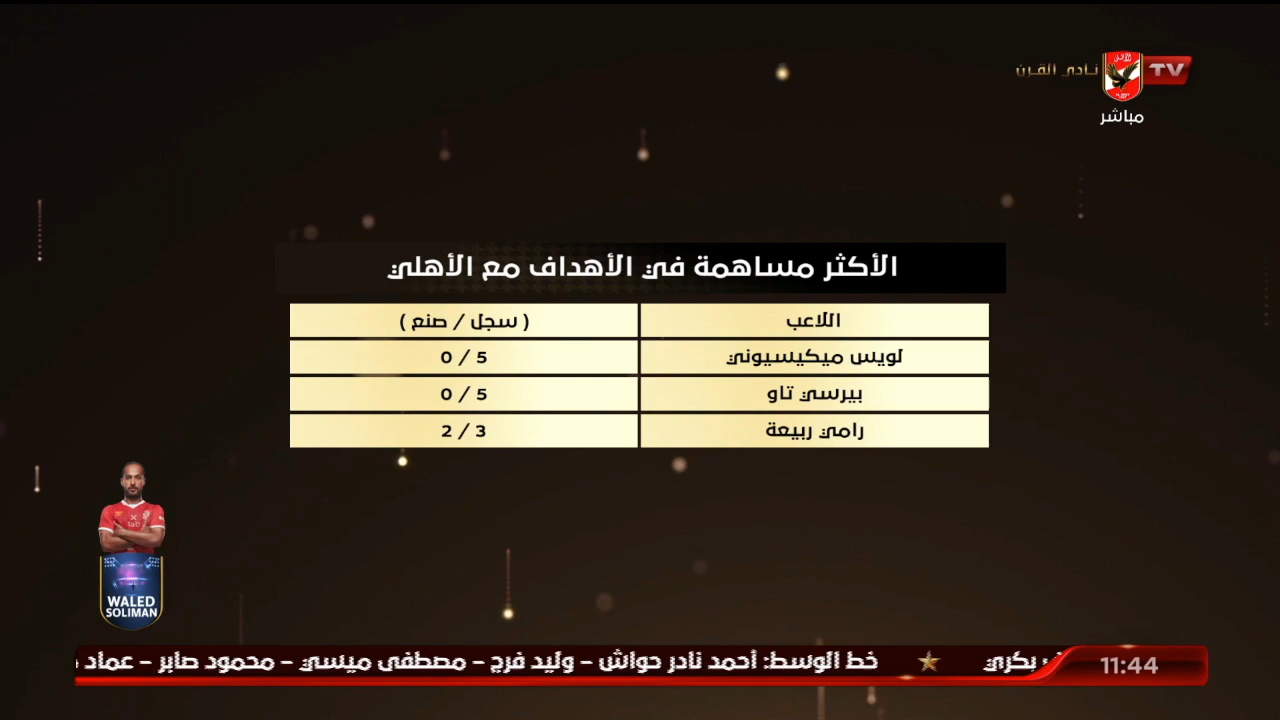 نادي القرن TV
مباشر
الأكثر مساهمة في الأهداف مع الأهلي
اللاعب ( سجل / صنع )
لويس ميكيسيوني 5 / 0
بيرسي تاو 5 / 0
رامي ربيعة 3 / 2
WALED
SOLIMAN
11:44 بكري ★ خط الوسط: أحمد نادر حواش – وليد فرج – مصطفى ميسي – محمود صابر – عماد